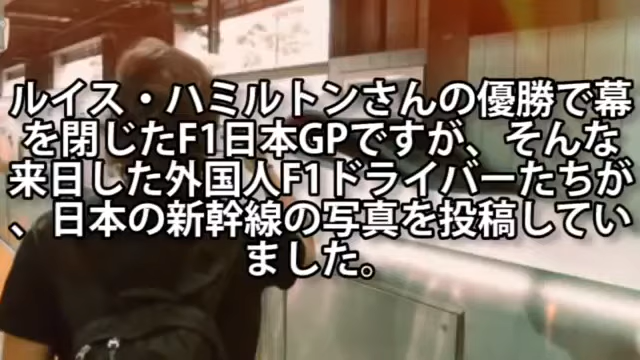 ルイス・ハミルトンさんの優勝で幕
を閉じたF1日本GPですが、そんな
来日した外国人F1ドライバーたちが
、日本の新幹線の写真を投稿してい
ました。